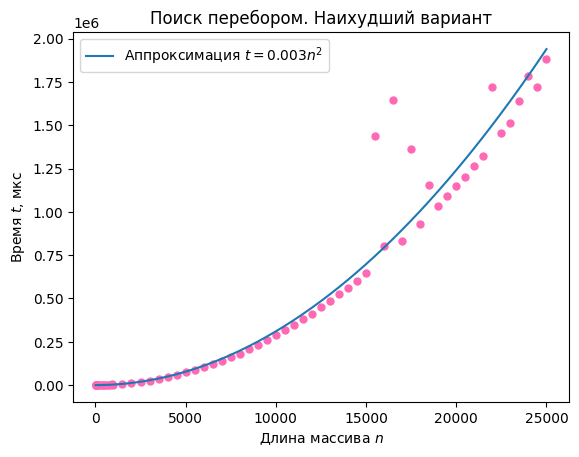 Поиск перебором. Наихудший вариант
1e6
Аппроксимация t = 0.003n²
2.00
1.75
1.50
1.25
1.00
0.75
0.50
0.25
0.00
Время t, мкс
0 5000 10000 15000 20000 25000
Длина массива n